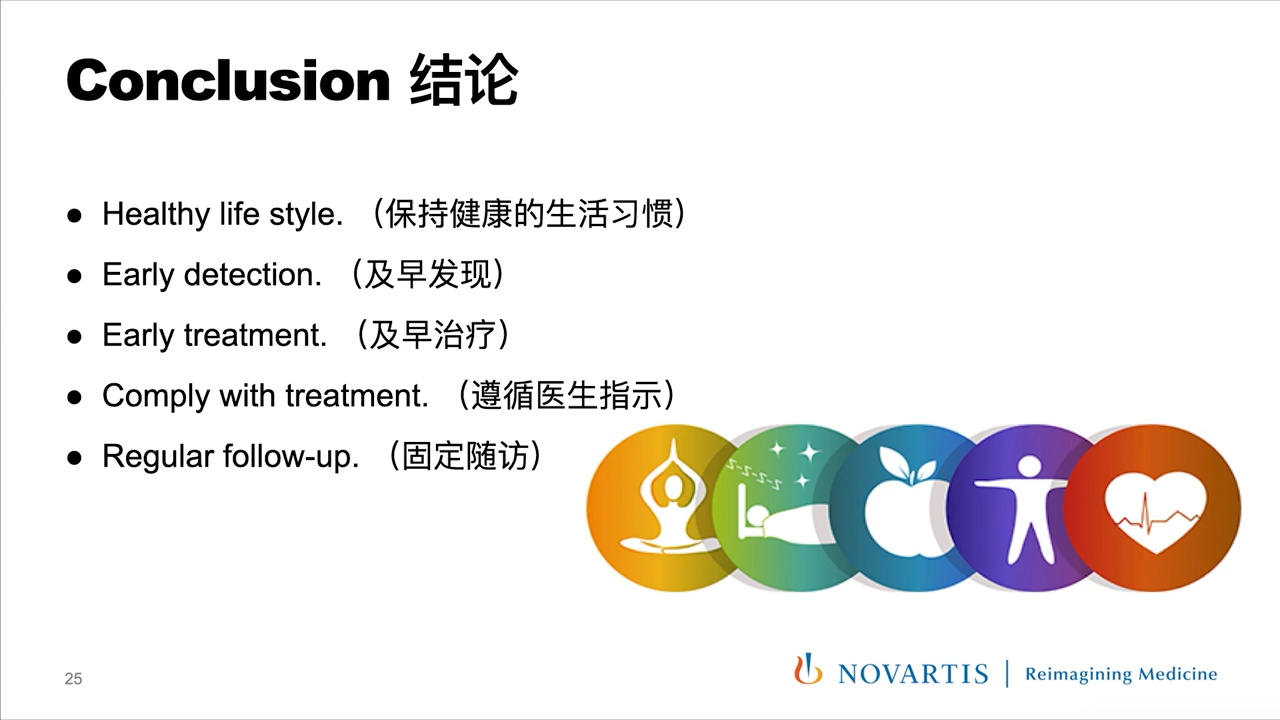 Conclusion 结论
● Healthy life style. （保持健康的生活习惯）
● Early detection. （及早发现）
● Early treatment. （及早治疗）
● Comply with treatment. （遵循医生指示）
● Regular follow-up. （固定随访）
z-z-z-z-z
25
NOVARTIS | Reimagining Medicine